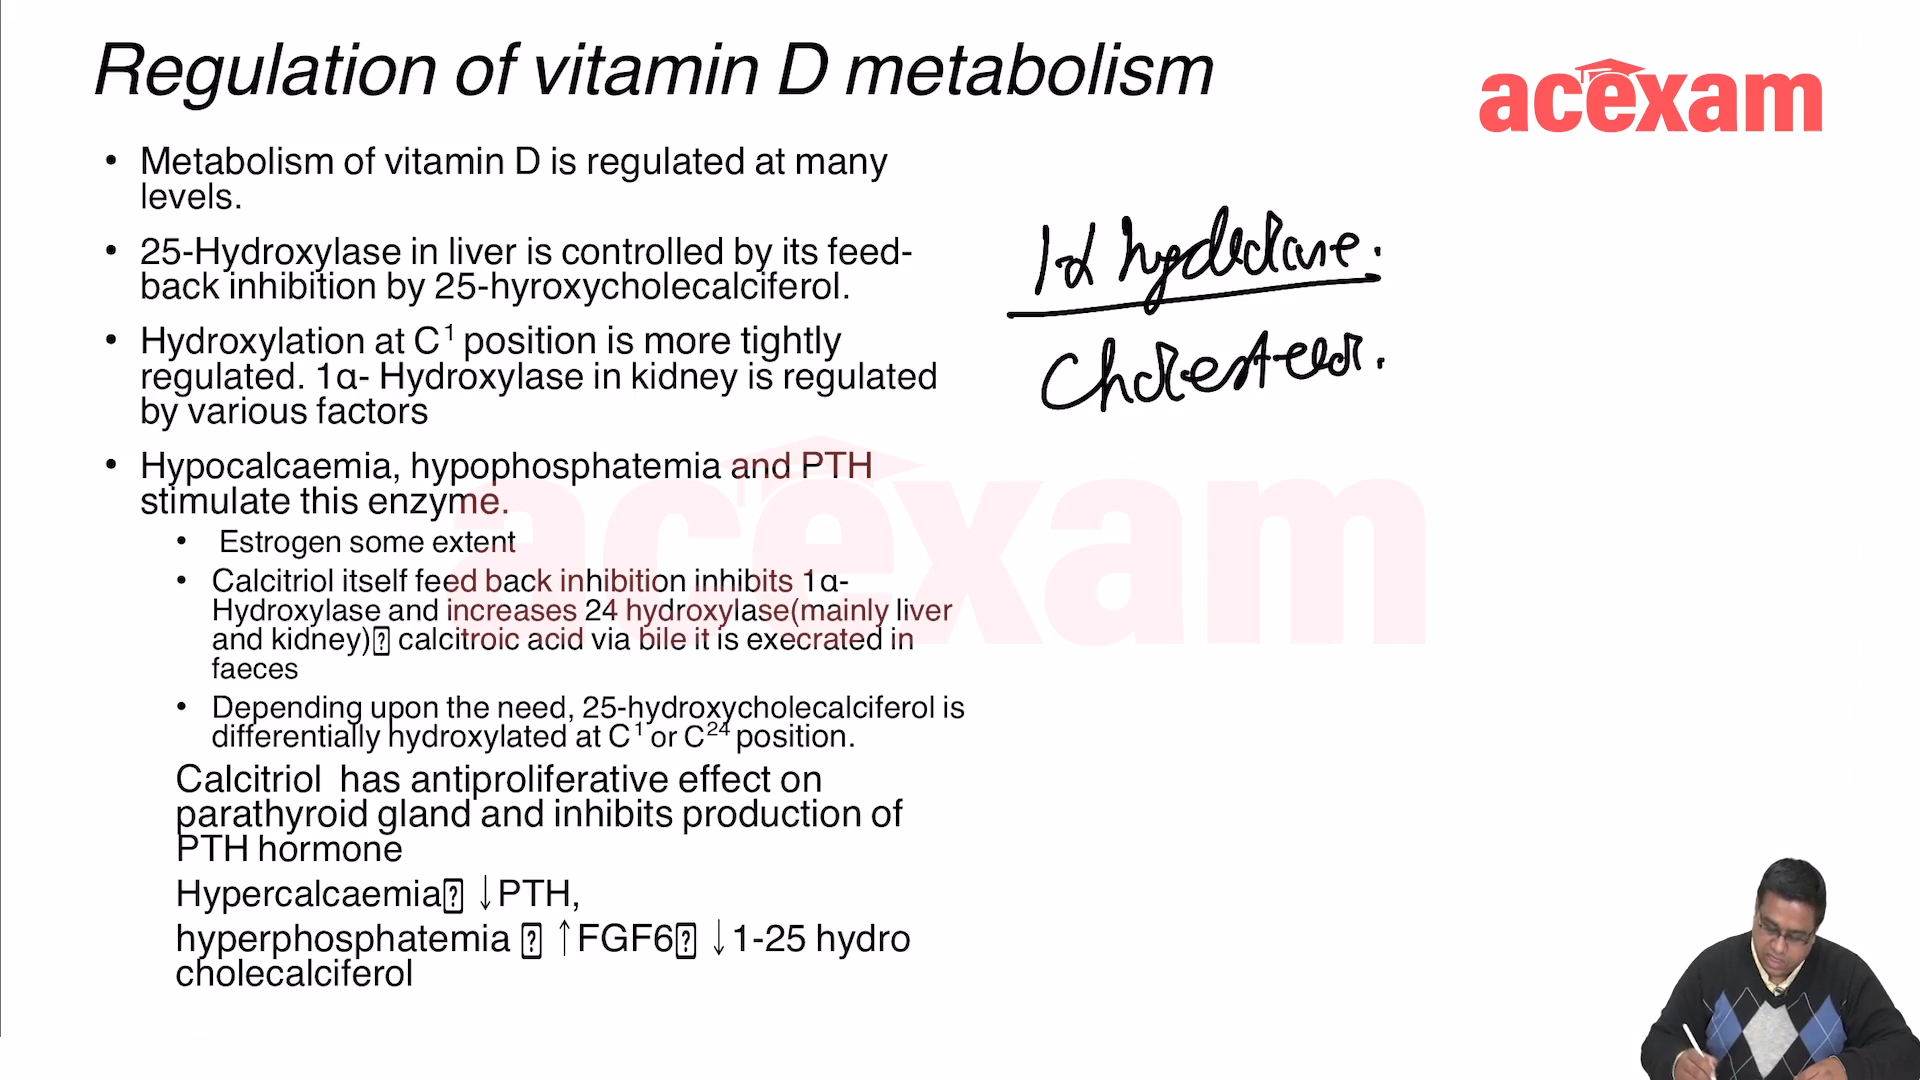 Regulation of vitamin D metabolism
acexam
• Metabolism of vitamin D is regulated at many
levels.
• 25-Hydroxylase in liver is controlled by its feed-
back inhibition by 25-hyroxycholecalciferol.
• Hydroxylation at C¹ position is more tightly
regulated. 1α- Hydroxylase in kidney is regulated
by various factors
• Hypocalcaemia, hypophosphatemia and PTH
stimulate this enzyme.
• Estrogen some extent
• Calcitriol itself feed back inhibition inhibits 1α-
Hydroxylase and increases 24 hydroxylase(mainly liver
and kidney)⍰ calcitroic acid via bile it is execrated in
faeces
• Depending upon the need, 25-hydroxycholecalciferol is
differentially hydroxylated at C¹ or C²⁴ position.
Calcitriol has antiproliferative effect on
parathyroid gland and inhibits production of
PTH hormone
Hypercalcaemia⍰ ↓PTH,
hyperphosphatemia ⍰ ↑FGF6⍰ ↓1-25 hydro
cholecalciferol
1α
acexam